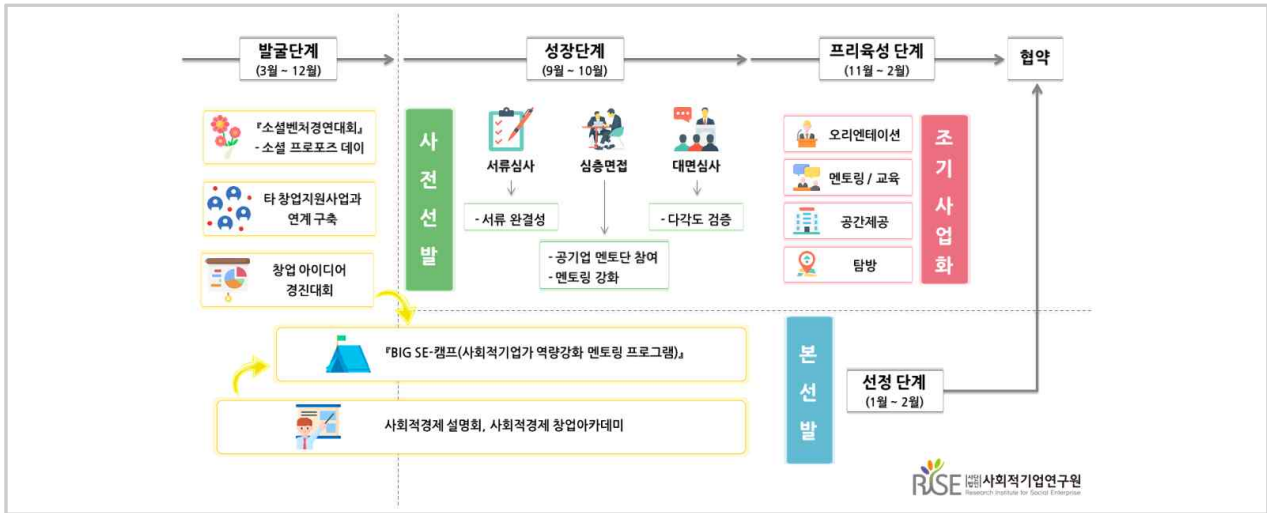 발굴단계
(3월 ~ 12월)
성장단계
(9월 ~ 10월)
프리육성 단계
(11월 ~ 2월)
협약
『소셜벤처경연대회』
- 소셜 프로포즈 데이
타 창업지원사업과
연계 구축
창업 아이디어
경진대회
사전선발
서류심사
심층면접
대면심사
- 서류 완결성
- 다각도 검증
- 공기업 멘토단 참여
- 멘토링 강화
오리엔테이션
멘토링 / 교육
공간제공
탐방
조기 사업화
『BIG SE-캠프(사회적기업가 역량강화 멘토링 프로그램)』
사회적경제 설명회, 사회적경제 창업아카데미
본선발
선정 단계
(1월 ~ 2월)
RISE 사단법인 사회적기업연구원
Research Institute for Social Enterprise